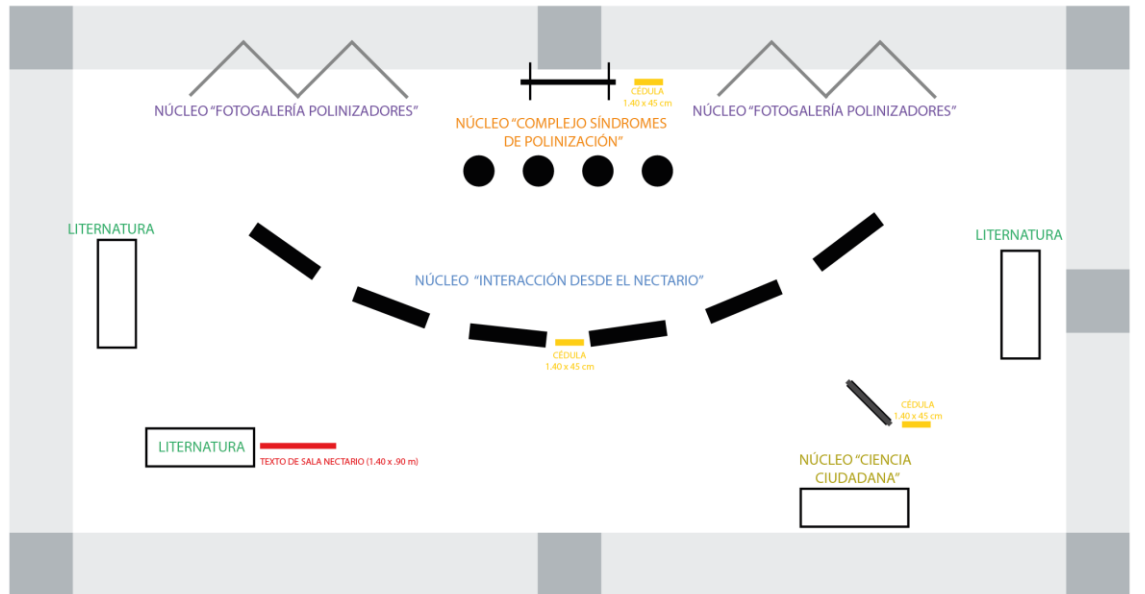 CÉDULA
1.40 x 45 cm
NÚCLEO “FOTOGALERÍA POLINIZADORES”
NÚCLEO “COMPLEJO SÍNDROMES
DE POLINIZACIÓN”
NÚCLEO “FOTOGALERÍA POLINIZADORES”
LITERNATURA
LITERNATURA
NÚCLEO  “INTERACCIÓN DESDE EL NECTARIO”
CÉDULA
1.40 x 45 cm
CÉDULA
1.40 x 45 cm
LITERNATURA
TEXTO DE SALA NECTARIO (1.40 x .90 m)
NÚCLEO “CIENCIA
CIUDADANA”